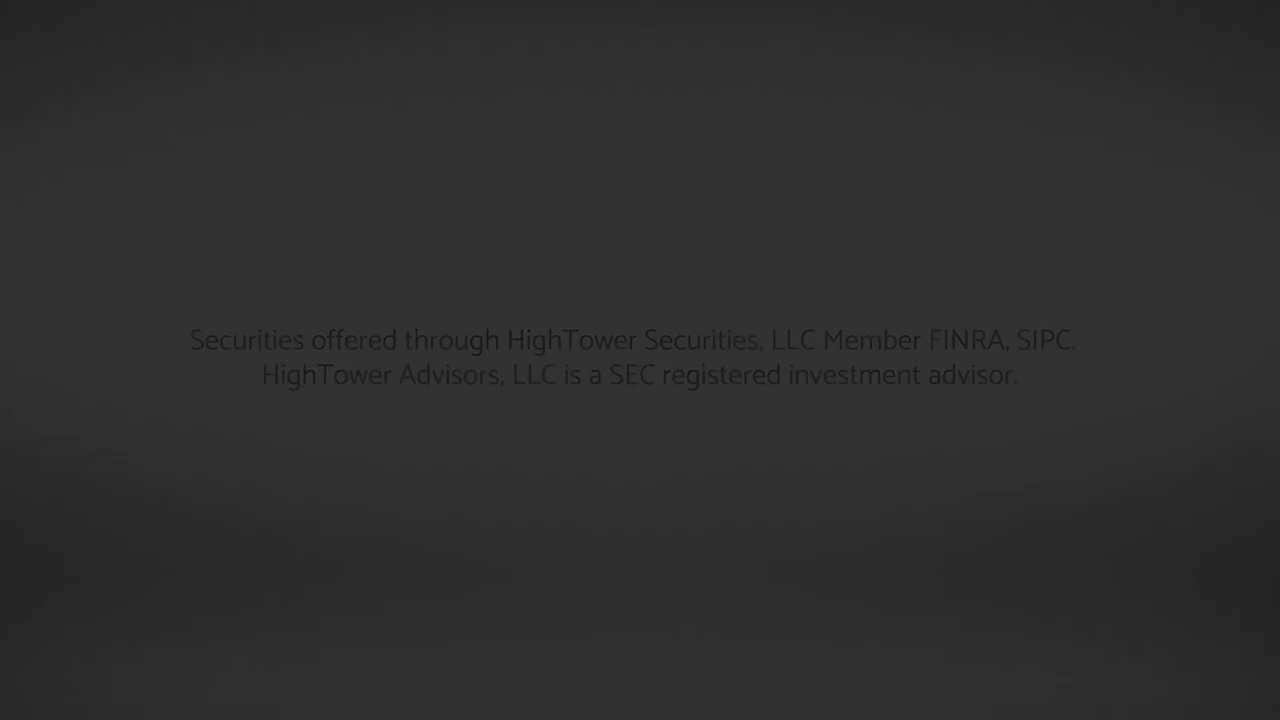 Securities offered through HighTower Securities, LLC Member FINRA, SIPC.
HighTower Advisors, LLC is a SEC registered investment advisor.